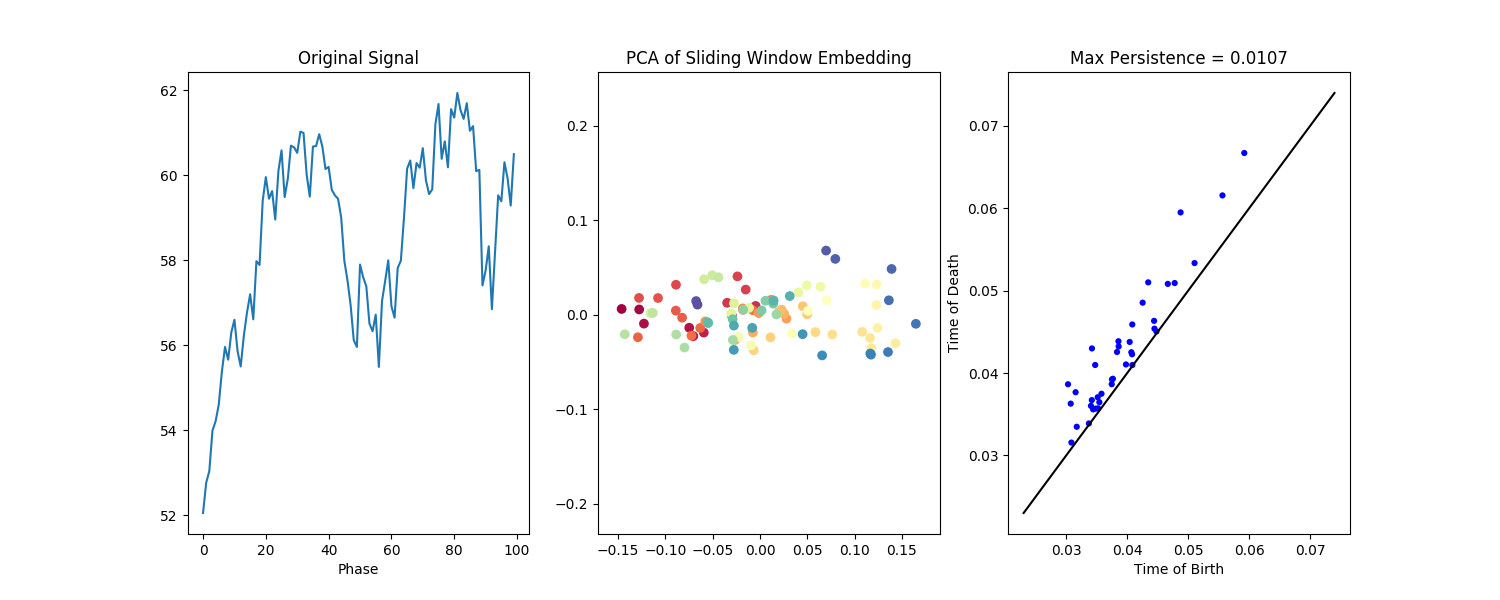 Original Signal
62
60
58
56
54
52
0 20 40 60 80 100
Phase
PCA of Sliding Window Embedding
0.2
0.1
0.0
−0.1
−0.2
−0.15 −0.10 −0.05 0.00 0.05 0.10 0.15
Max Persistence = 0.0107
Time of Death
0.07
0.06
0.05
0.04
0.03
0.03 0.04 0.05 0.06 0.07
Time of Birth